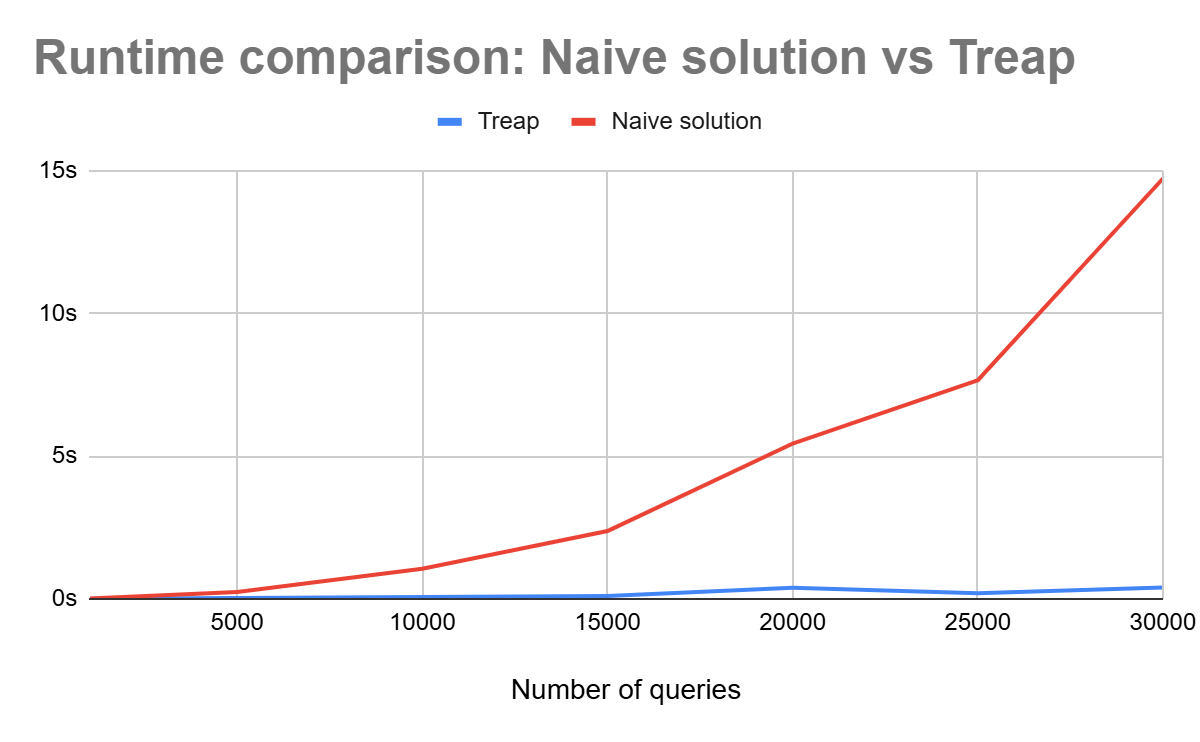 Runtime comparison: Naive solution vs Treap
Treap Naive solution
15s
10s
5s
0s
5000 10000 15000 20000 25000 30000
Number of queries